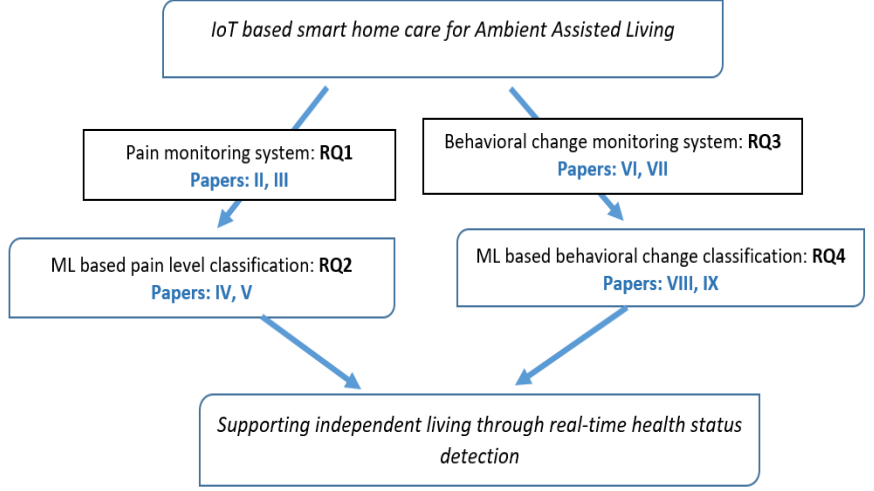 IoT based smart home care for Ambient Assisted Living
Pain monitoring system: RQ1
Papers: II, III
Behavioral change monitoring system: RQ3
Papers: VI, VII
ML based pain level classification: RQ2
Papers: IV, V
ML based behavioral change classification: RQ4
Papers: VIII, IX
Supporting independent living through real-time health status
detection